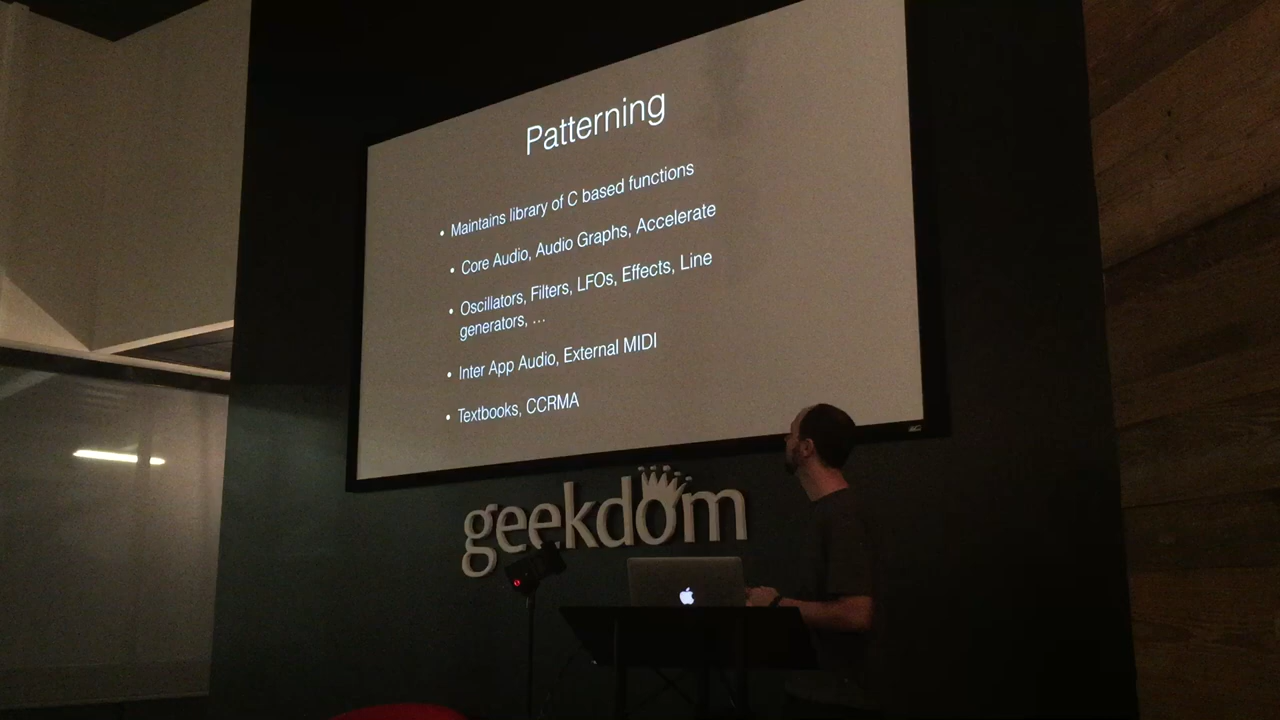 Patterning
• Maintains library of C based functions
• Core Audio, Audio Graphs, Accelerate
• Oscillators, Filters, LFOs, Effects, Line
generators, ...
• Inter App Audio, External MIDI
• Textbooks, CCRMA
geekdom